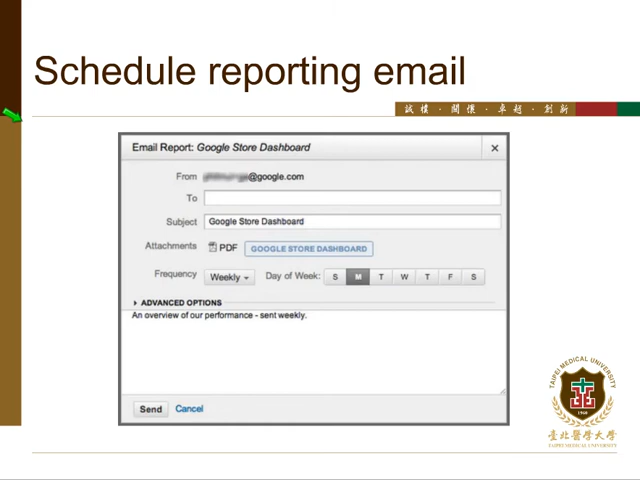 Schedule reporting email
誠樸 · 關懷 · 卓越 · 創新
Email Report: Google Store Dashboard
From @google.com
To
Subject Google Store Dashboard
Attachments PDF GOOGLE STORE DASHBOARD
Frequency Weekly Day of Week: S M T W T F S
ADVANCED OPTIONS
An overview of our performance - sent weekly.
Send Cancel
TAIPEI MEDICAL UNIVERSITY
1960
臺北醫學大學
TAIPEI MEDICAL UNIVERSITY